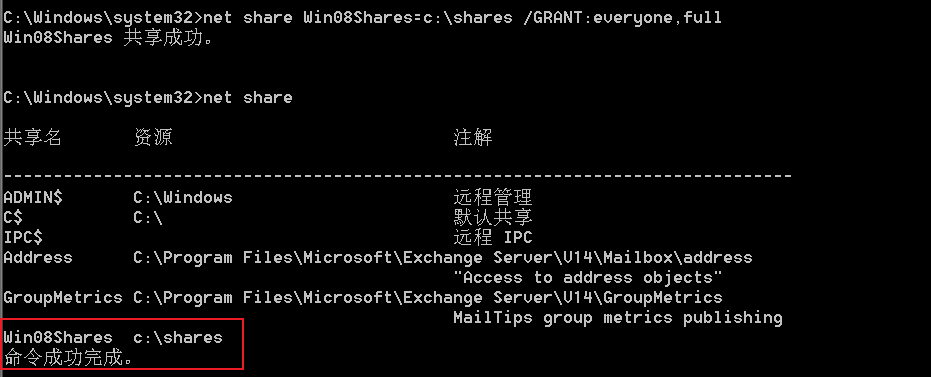 C:\Windows\system32>net share Win08Shares=c:\shares /GRANT:everyone,full
Win08Shares 共享成功。
C:\Windows\system32>net share
共享名 资源 注解
-------------------------------------------------------------------------------
ADMIN$ C:\Windows 远程管理
C$ C:\ 默认共享
IPC$ 远程 IPC
Address C:\Program Files\Microsoft\Exchange Server\V14\Mailbox\address
"Access to address objects"
GroupMetrics C:\Program Files\Microsoft\Exchange Server\V14\GroupMetrics
MailTips group metrics publishing
Win08Shares c:\shares
命令成功完成。